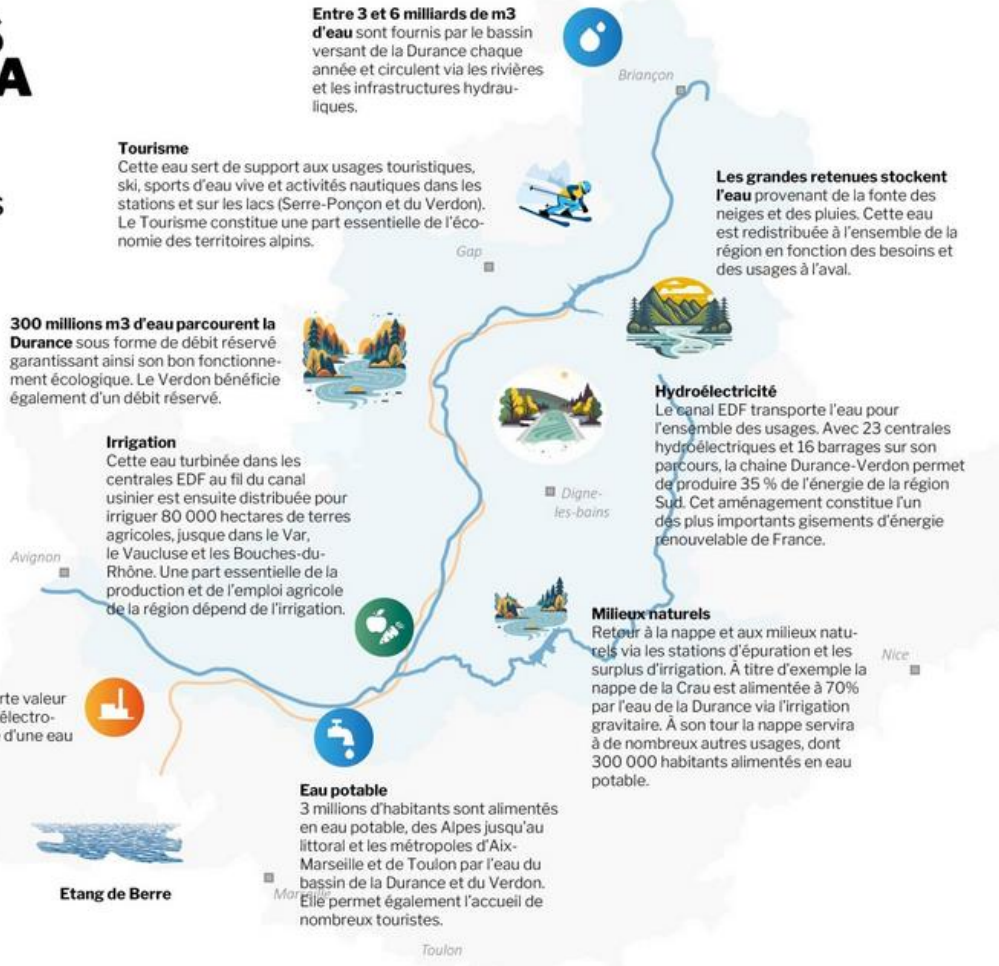 S
A
S
Entre 3 et 6 milliards de m3
d'eau sont fournis par le bassin
versant de la Durance chaque
année et circulent via les rivières
et les infrastructures hydrau-
liques.
Briançon
Tourisme
Cette eau sert de support aux usages touristiques,
ski, sports d'eau vive et activités nautiques dans les
stations et sur les lacs (Serre-Ponçon et du Verdon).
Le Tourisme constitue une part essentielle de l'éco-
nomie des territoires alpins.
Les grandes retenues stockent
l'eau provenant de la fonte des
neiges et des pluies. Cette eau
est redistribuée à l'ensemble de la
région en fonction des besoins et
des usages à l'aval.
Gap
300 millions m3 d'eau parcourent la
Durance sous forme de débit réservé
garantissant ainsi son bon fonctionne-
ment écologique. Le Verdon bénéficie
également d'un débit réservé.
Hydroélectricité
Le canal EDF transporte l'eau pour
l'ensemble des usages. Avec 23 centrales
hydroélectriques et 16 barrages sur son
parcours, la chaine Durance-Verdon permet
de produire 35 % de l'énergie de la région
Sud. Cet aménagement constitue l'un
des plus importants gisements d'énergie
renouvelable de France.
Irrigation
Cette eau turbinée dans les
centrales EDF au fil du canal
usinier est ensuite distribuée pour
irriguer 80 000 hectares de terres
agricoles, jusque dans le Var,
le Vaucluse et les Bouches-du-
Rhône. Une part essentielle de la
production et de l'emploi agricole
de la région dépend de l'irrigation.
Digne-
les-bains
Avignon
Milieux naturels
Retour à la nappe et aux milieux natu-
rels via les stations d'épuration et les
surplus d'irrigation. À titre d'exemple la
nappe de la Crau est alimentée à 70%
par l'eau de la Durance via l'irrigation
gravitaire. À son tour la nappe servira
à de nombreux autres usages, dont
300 000 habitants alimentés en eau
potable.
Nice
rte valeur
électro-
d'une eau
Eau potable
3 millions d'habitants sont alimentés
en eau potable, des Alpes jusqu'au
littoral et les métropoles d'Aix-
Marseille et de Toulon par l'eau du
bassin de la Durance et du Verdon.
Elle permet également l'accueil de
nombreux touristes.
Etang de Berre
Marseille
Toulon